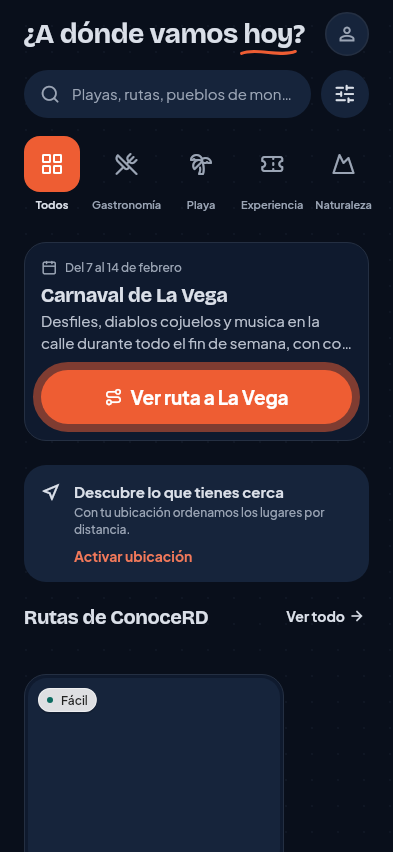 ¿A dónde vamos hoy?
Playas, rutas, pueblos de mon...
Todos
Gastronomía
Playa
Experiencia
Naturaleza
Del 7 al 14 de febrero
Carnaval de La Vega
Desfiles, diablos cojuelos y musica en la
calle durante todo el fin de semana, con co...
Ver ruta a La Vega
Descubre lo que tienes cerca
Con tu ubicación ordenamos los lugares por
distancia.
Activar ubicación
Rutas de ConoceRD
Ver todo →
Fácil